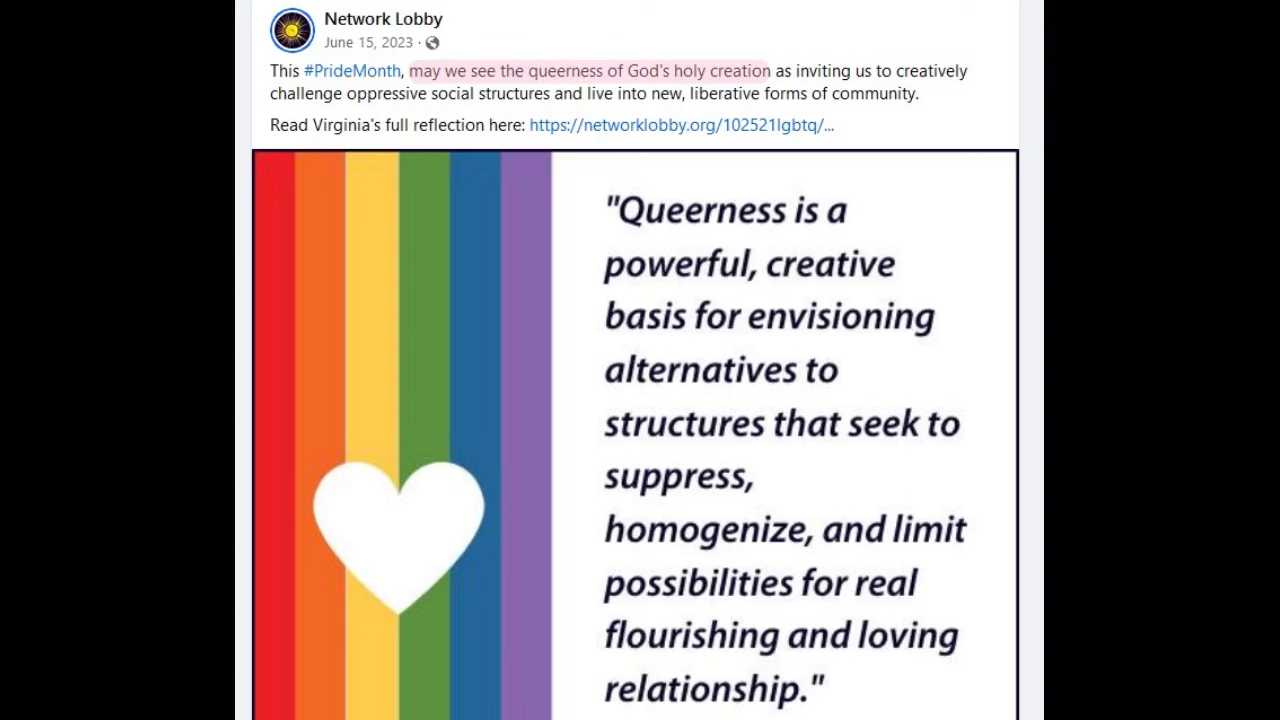 Network Lobby
June 15, 2023 ·
This #PrideMonth, may we see the queerness of God's holy creation as inviting us to creatively
challenge oppressive social structures and live into new, liberative forms of community.
Read Virginia's full reflection here: https://networklobby.org/102521lgbtq/...
"Queerness is a
powerful, creative
basis for envisioning
alternatives to
structures that seek to
suppress,
homogenize, and limit
possibilities for real
flourishing and loving
relationship."